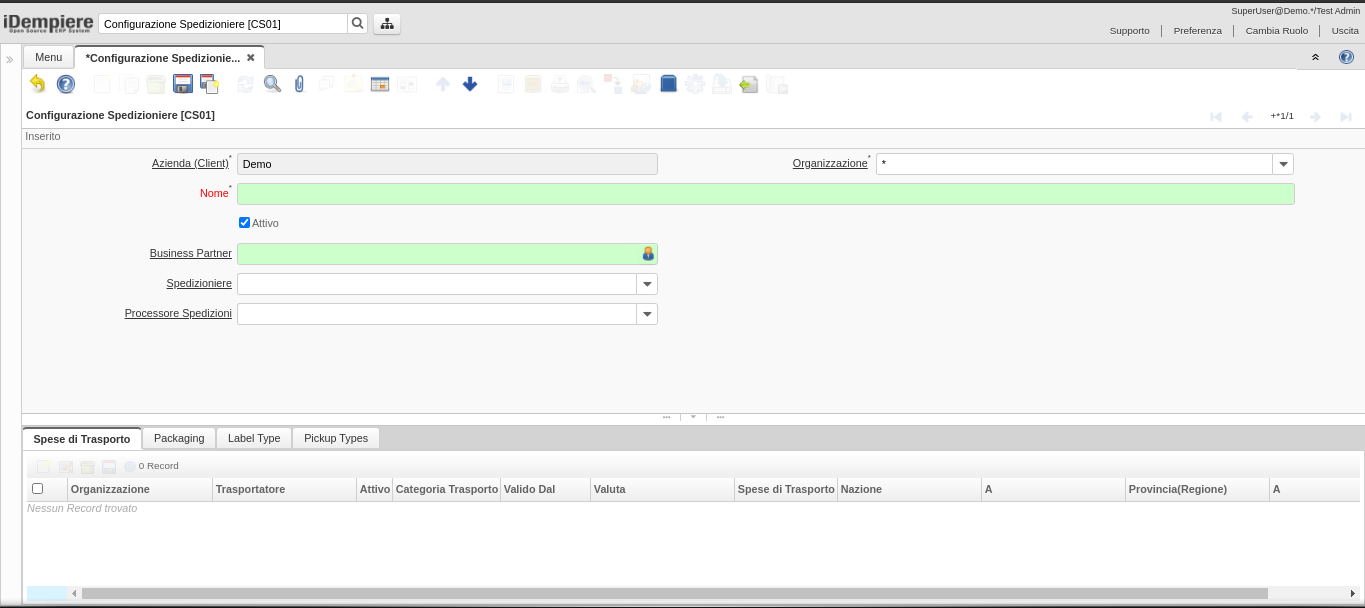 SuperUser@Demo.*/Test Admin
iDempiere
Open Source ERP System
Configurazione Spedizioniere [CS01]
Supporto
Preferenza
Cambia Ruolo
Uscita
Menu
*Configurazione Spedizionie...
Configurazione Spedizioniere [CS01]
+*1/1
Inserito
Azienda (Client)*
Demo
Organizzazione*
*
Nome*
Attivo
Business Partner
Spedizioniere
Processore Spedizioni
Spese di Trasporto
Packaging
Label Type
Pickup Types
0 Record
Organizzazione
Trasportatore
Attivo
Categoria Trasporto
Valido Dal
Valuta
Spese di Trasporto
Nazione
A
Provincia(Regione)
A
Nessun Record trovato